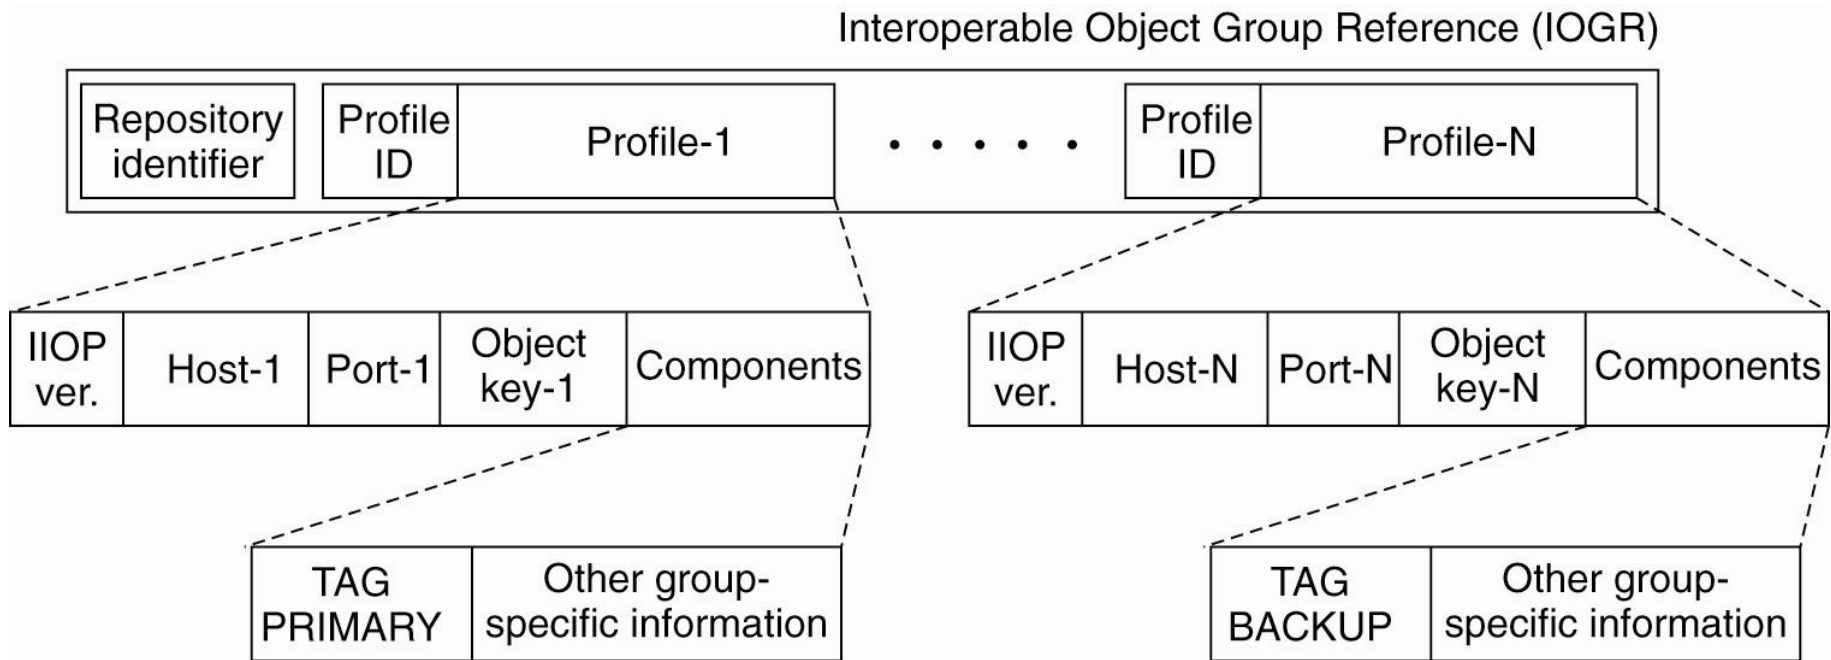 Interoperable Object Group Reference (IOGR)
Repository
identifier
Profile
ID
Profile-1
Profile
ID
Profile-N
IIOP
ver.
Host-1
Port-1
Object
key-1
Components
IIOP
ver.
Host-N
Port-N
Object
key-N
Components
TAG
PRIMARY
Other group-
specific information
TAG
BACKUP
Other group-
specific information